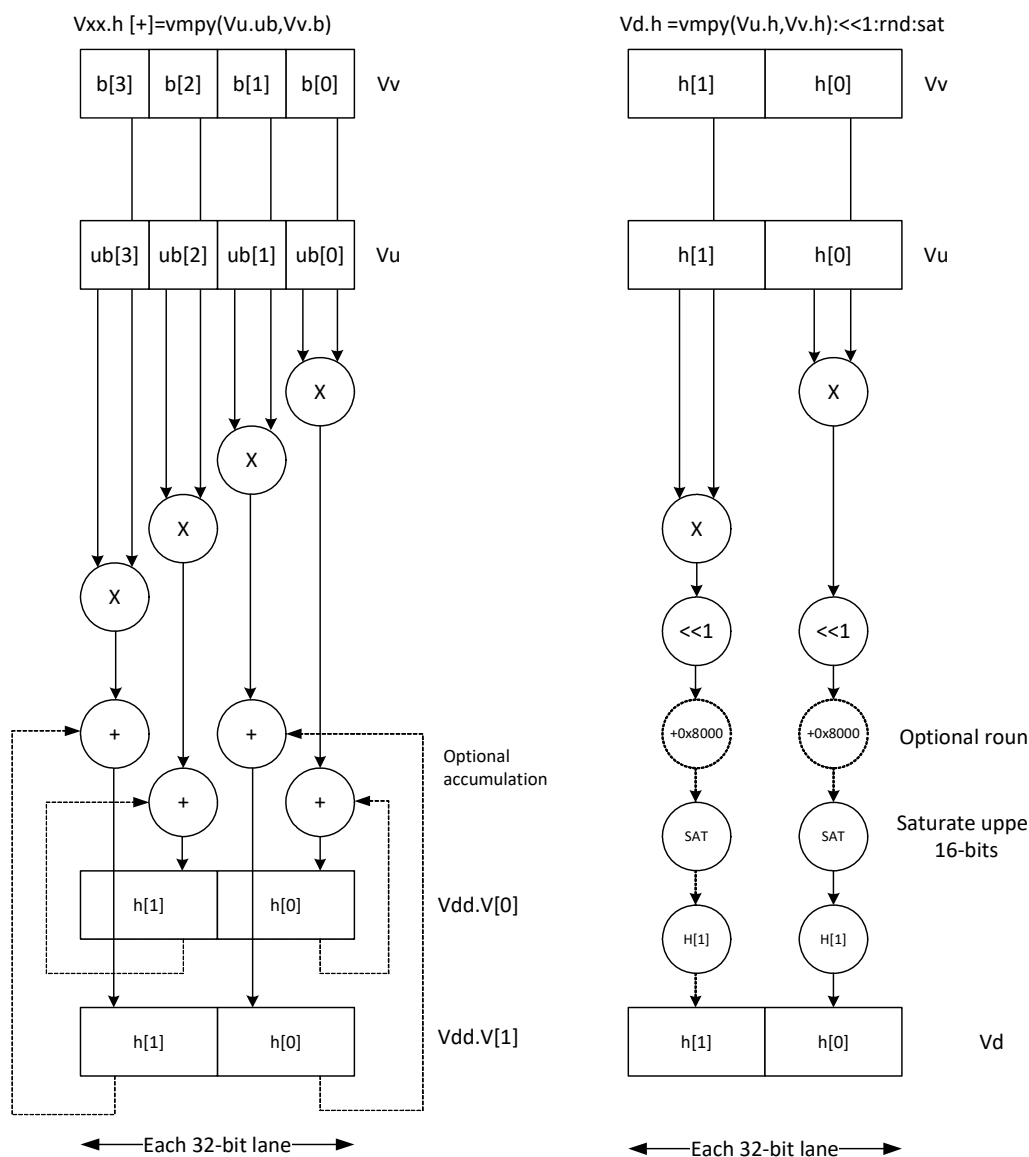 Vxx.h [+]=vmpy(Vu.ub,Vv.b)
b[3] b[2] b[1] b[0] Vv
ub[3] ub[2] ub[1] ub[0] Vu
X
X
X
X
+ +
Optional
accumulation
+ +
h[1] h[0] Vdd.V[0]
h[1] h[0] Vdd.V[1]
Each 32-bit lane
Vd.h =vmpy(Vu.h,Vv.h):<<1:rnd:sat
h[1] h[0] Vv
h[1] h[0] Vu
X
X
<<1 <<1
+0x8000 +0x8000 Optional roun
SAT SAT
Saturate uppe
16-bits
H[1] H[1]
h[1] h[0] Vd
Each 32-bit lane